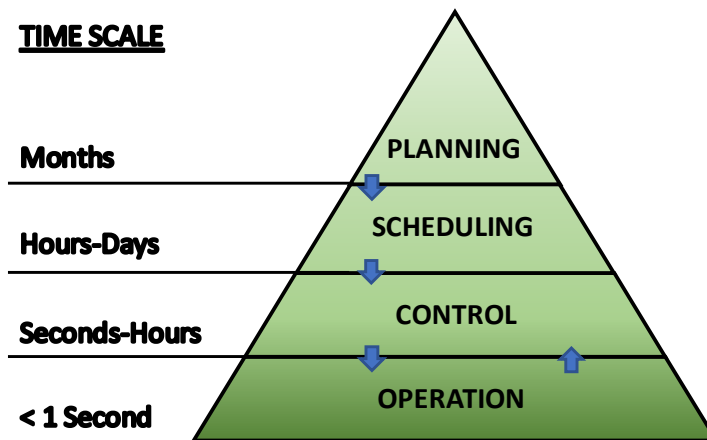 TIME SCALE
Months
PLANNING
Hours-Days
SCHEDULING
Seconds-Hours
CONTROL
< 1 Second
OPERATION